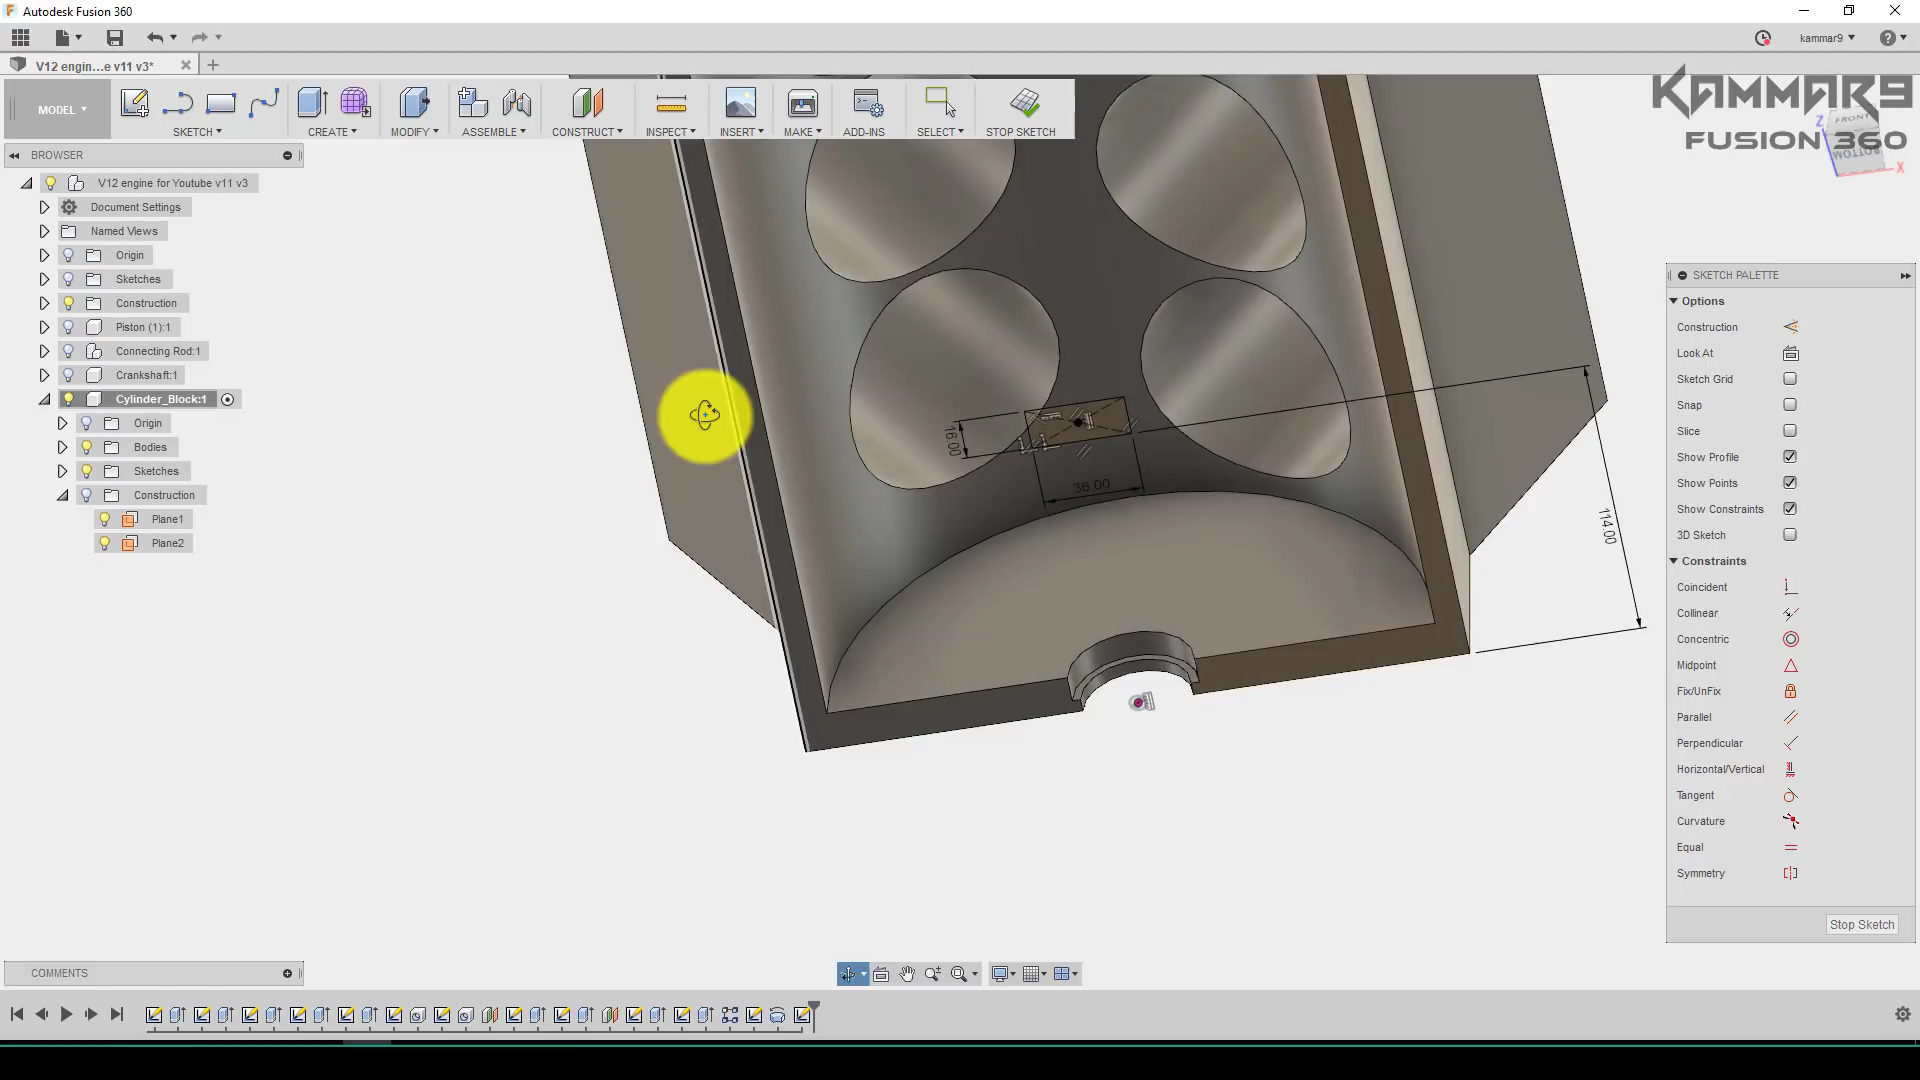 Autodesk Fusion 360
kammar9
V12 engin...e v11 v3*
MODEL
SKETCH
CREATE
MODIFY
ASSEMBLE
CONSTRUCT
INSPECT
INSERT
MAKE
ADD-INS
SELECT
STOP SKETCH
KAMMAR9
FUSION 360
FRONT
BOTTOM
Z
X
BROWSER
V12 engine for Youtube v11 v3
Document Settings
Named Views
Origin
Sketches
Construction
Piston (1):1
Connecting Rod:1
Crankshaft:1
Cylinder_Block:1
Origin
Bodies
Sketches
Construction
Plane1
Plane2
16.00
36.00
114.00
SKETCH PALETTE
Options
Construction
Look At
Sketch Grid
Snap
Slice
Show Profile
Show Points
Show Constraints
3D Sketch
Constraints
Coincident
Collinear
Concentric
Midpoint
Fix/UnFix
Parallel
Perpendicular
Horizontal/Vertical
Tangent
Curvature
Equal
Symmetry
Stop Sketch
COMMENTS